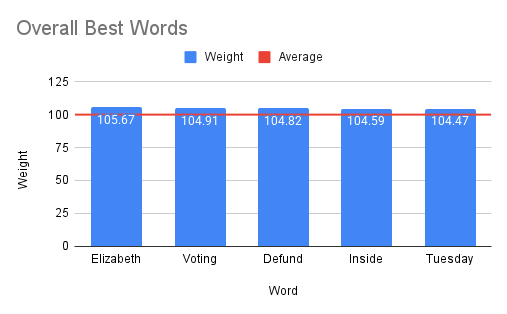 Overall Best Words
Weight Average
125
100
75
50
25
0
Weight
105.67 104.91 104.82 104.59 104.47
Elizabeth Voting Defund Inside Tuesday
Word